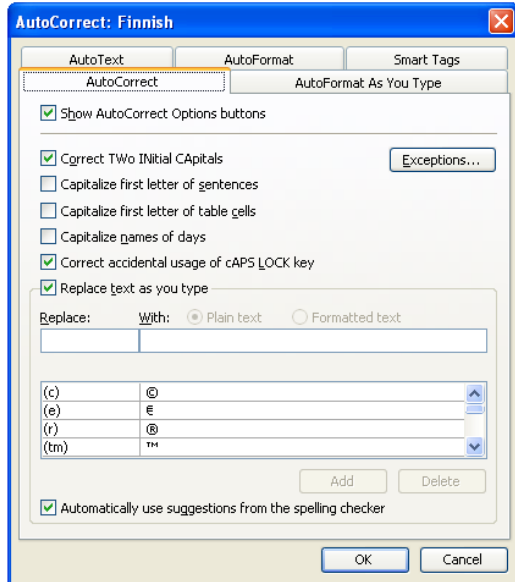 AutoCorrect: Finnish
AutoText AutoFormat Smart Tags
AutoCorrect AutoFormat As You Type
Show AutoCorrect Options buttons
Correct TWo INitial CApitals Exceptions...
Capitalize first letter of sentences
Capitalize first letter of table cells
Capitalize names of days
Correct accidental usage of cAPS LOCK key
Replace text as you type
Replace: With: Plain text Formatted text
(c) ©
(e) €
(r) ®
(tm) ™
Add Delete
Automatically use suggestions from the spelling checker
OK Cancel